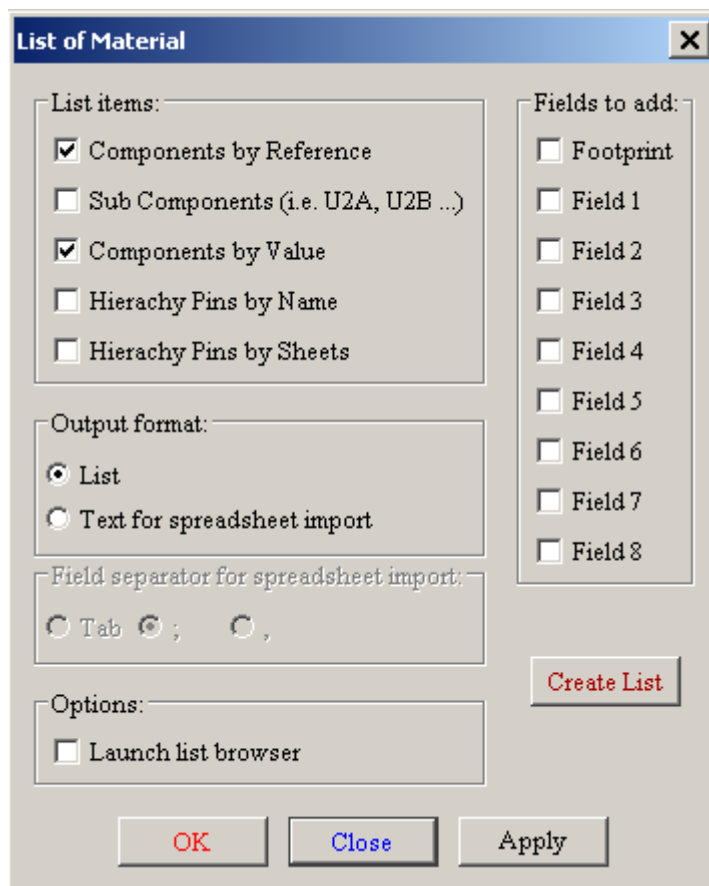 List of Material
List items:
Components by Reference
Sub Components (i.e. U2A, U2B ...)
Components by Value
Hierachy Pins by Name
Hierachy Pins by Sheets
Output format:
List
Text for spreadsheet import
Field separator for spreadsheet import:
Tab ; ,
Options:
Launch list browser
Fields to add:
Footprint
Field 1
Field 2
Field 3
Field 4
Field 5
Field 6
Field 7
Field 8
Create List
OK Close Apply